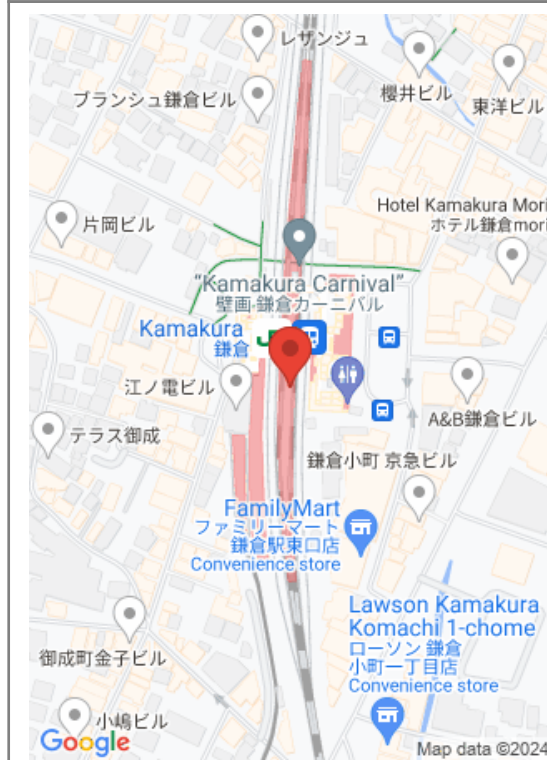 レザンジュ
櫻井ビル
ブランシュ鎌倉ビル
東洋ビル
Hotel Kamakura Mori
ホテル鎌倉mori
片岡ビル
“Kamakura Carnival”
壁画 鎌倉カーニバル
Kamakura
鎌倉
江ノ電ビル
A&B鎌倉ビル
テラス御成
鎌倉小町 京急ビル
FamilyMart
ファミリーマート
鎌倉駅東口店
Convenience store
Lawson Kamakura
Komachi 1-chome
ローソン 鎌倉
小町一丁目店
Convenience store
御成町金子ビル
小嶋ビル
Google
Map data ©2024